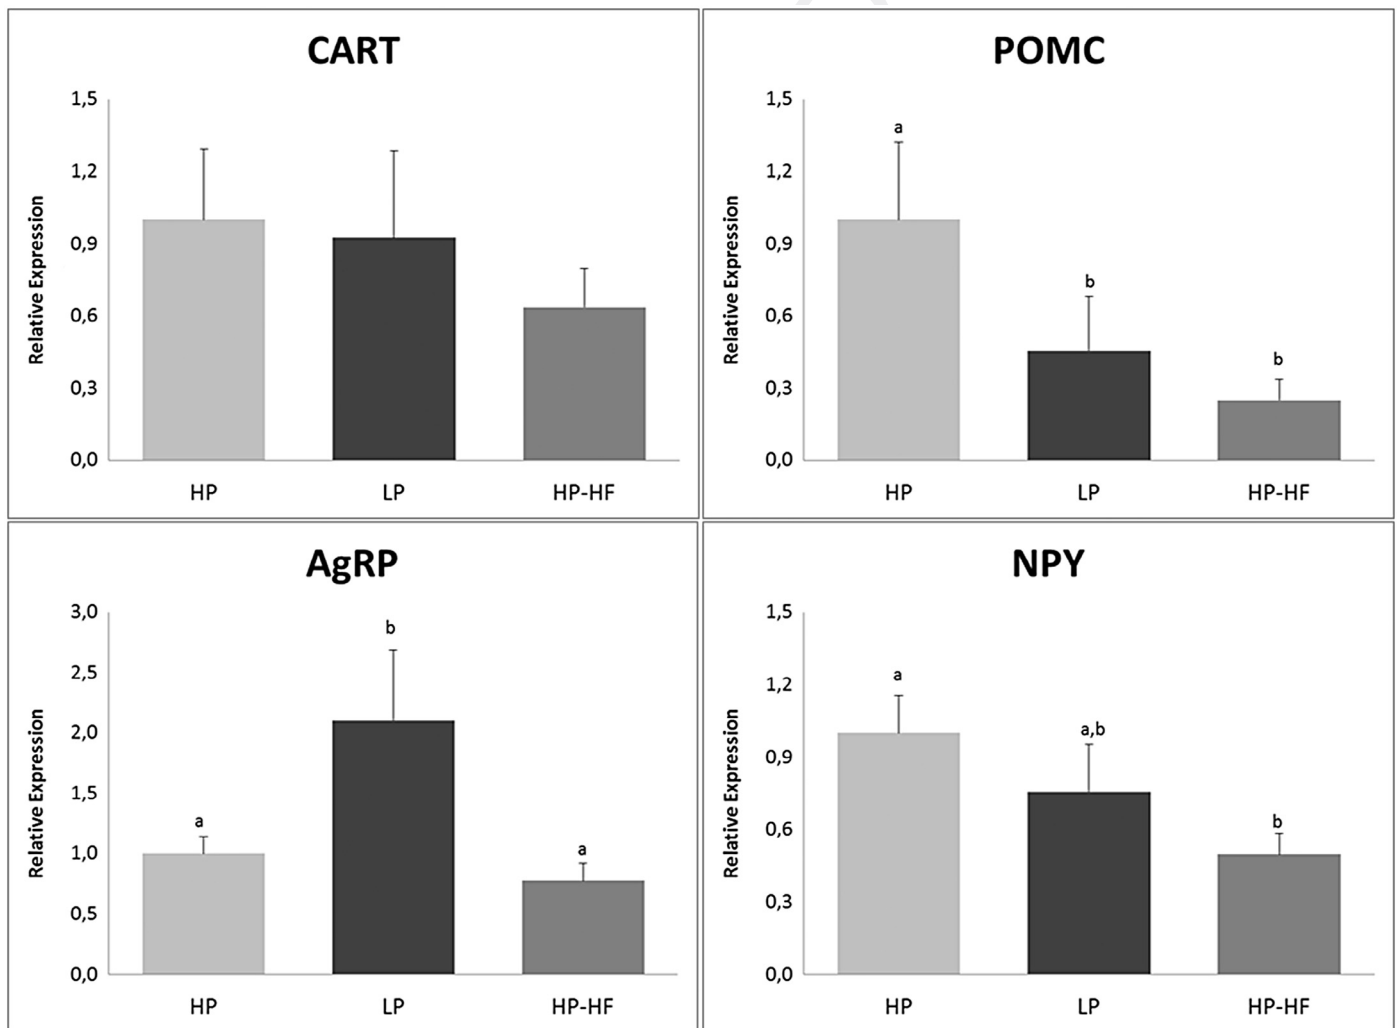 CART
1,5
1,2
0,9
0,6
0,3
0,0
Relative Expression
HP LP HP-HF
POMC
1,5
1,2
0,9
0,6
0,3
0,0
Relative Expression
a
b
b
HP LP HP-HF
AgRP
3,0
2,5
2,0
1,5
1,0
0,5
0,0
Relative Expression
a
b
a
HP LP HP-HF
NPY
1,5
1,2
0,9
0,6
0,3
0,0
Relative Expression
a
a,b
b
HP LP HP-HF